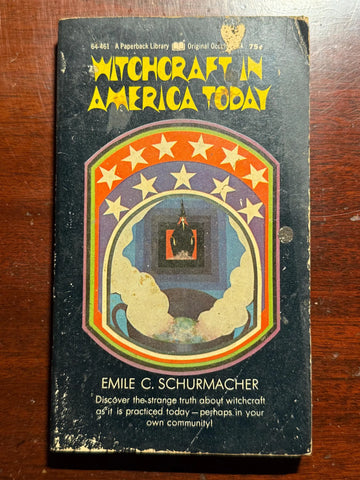 64-461 A Paperback Library Original Occult 75¢
WITCHCRAFT IN
AMERICA TODAY
EMILE C. SCHURMACHER
Discover the strange truth about witchcraft
as it is practiced today—perhaps in your
own community!